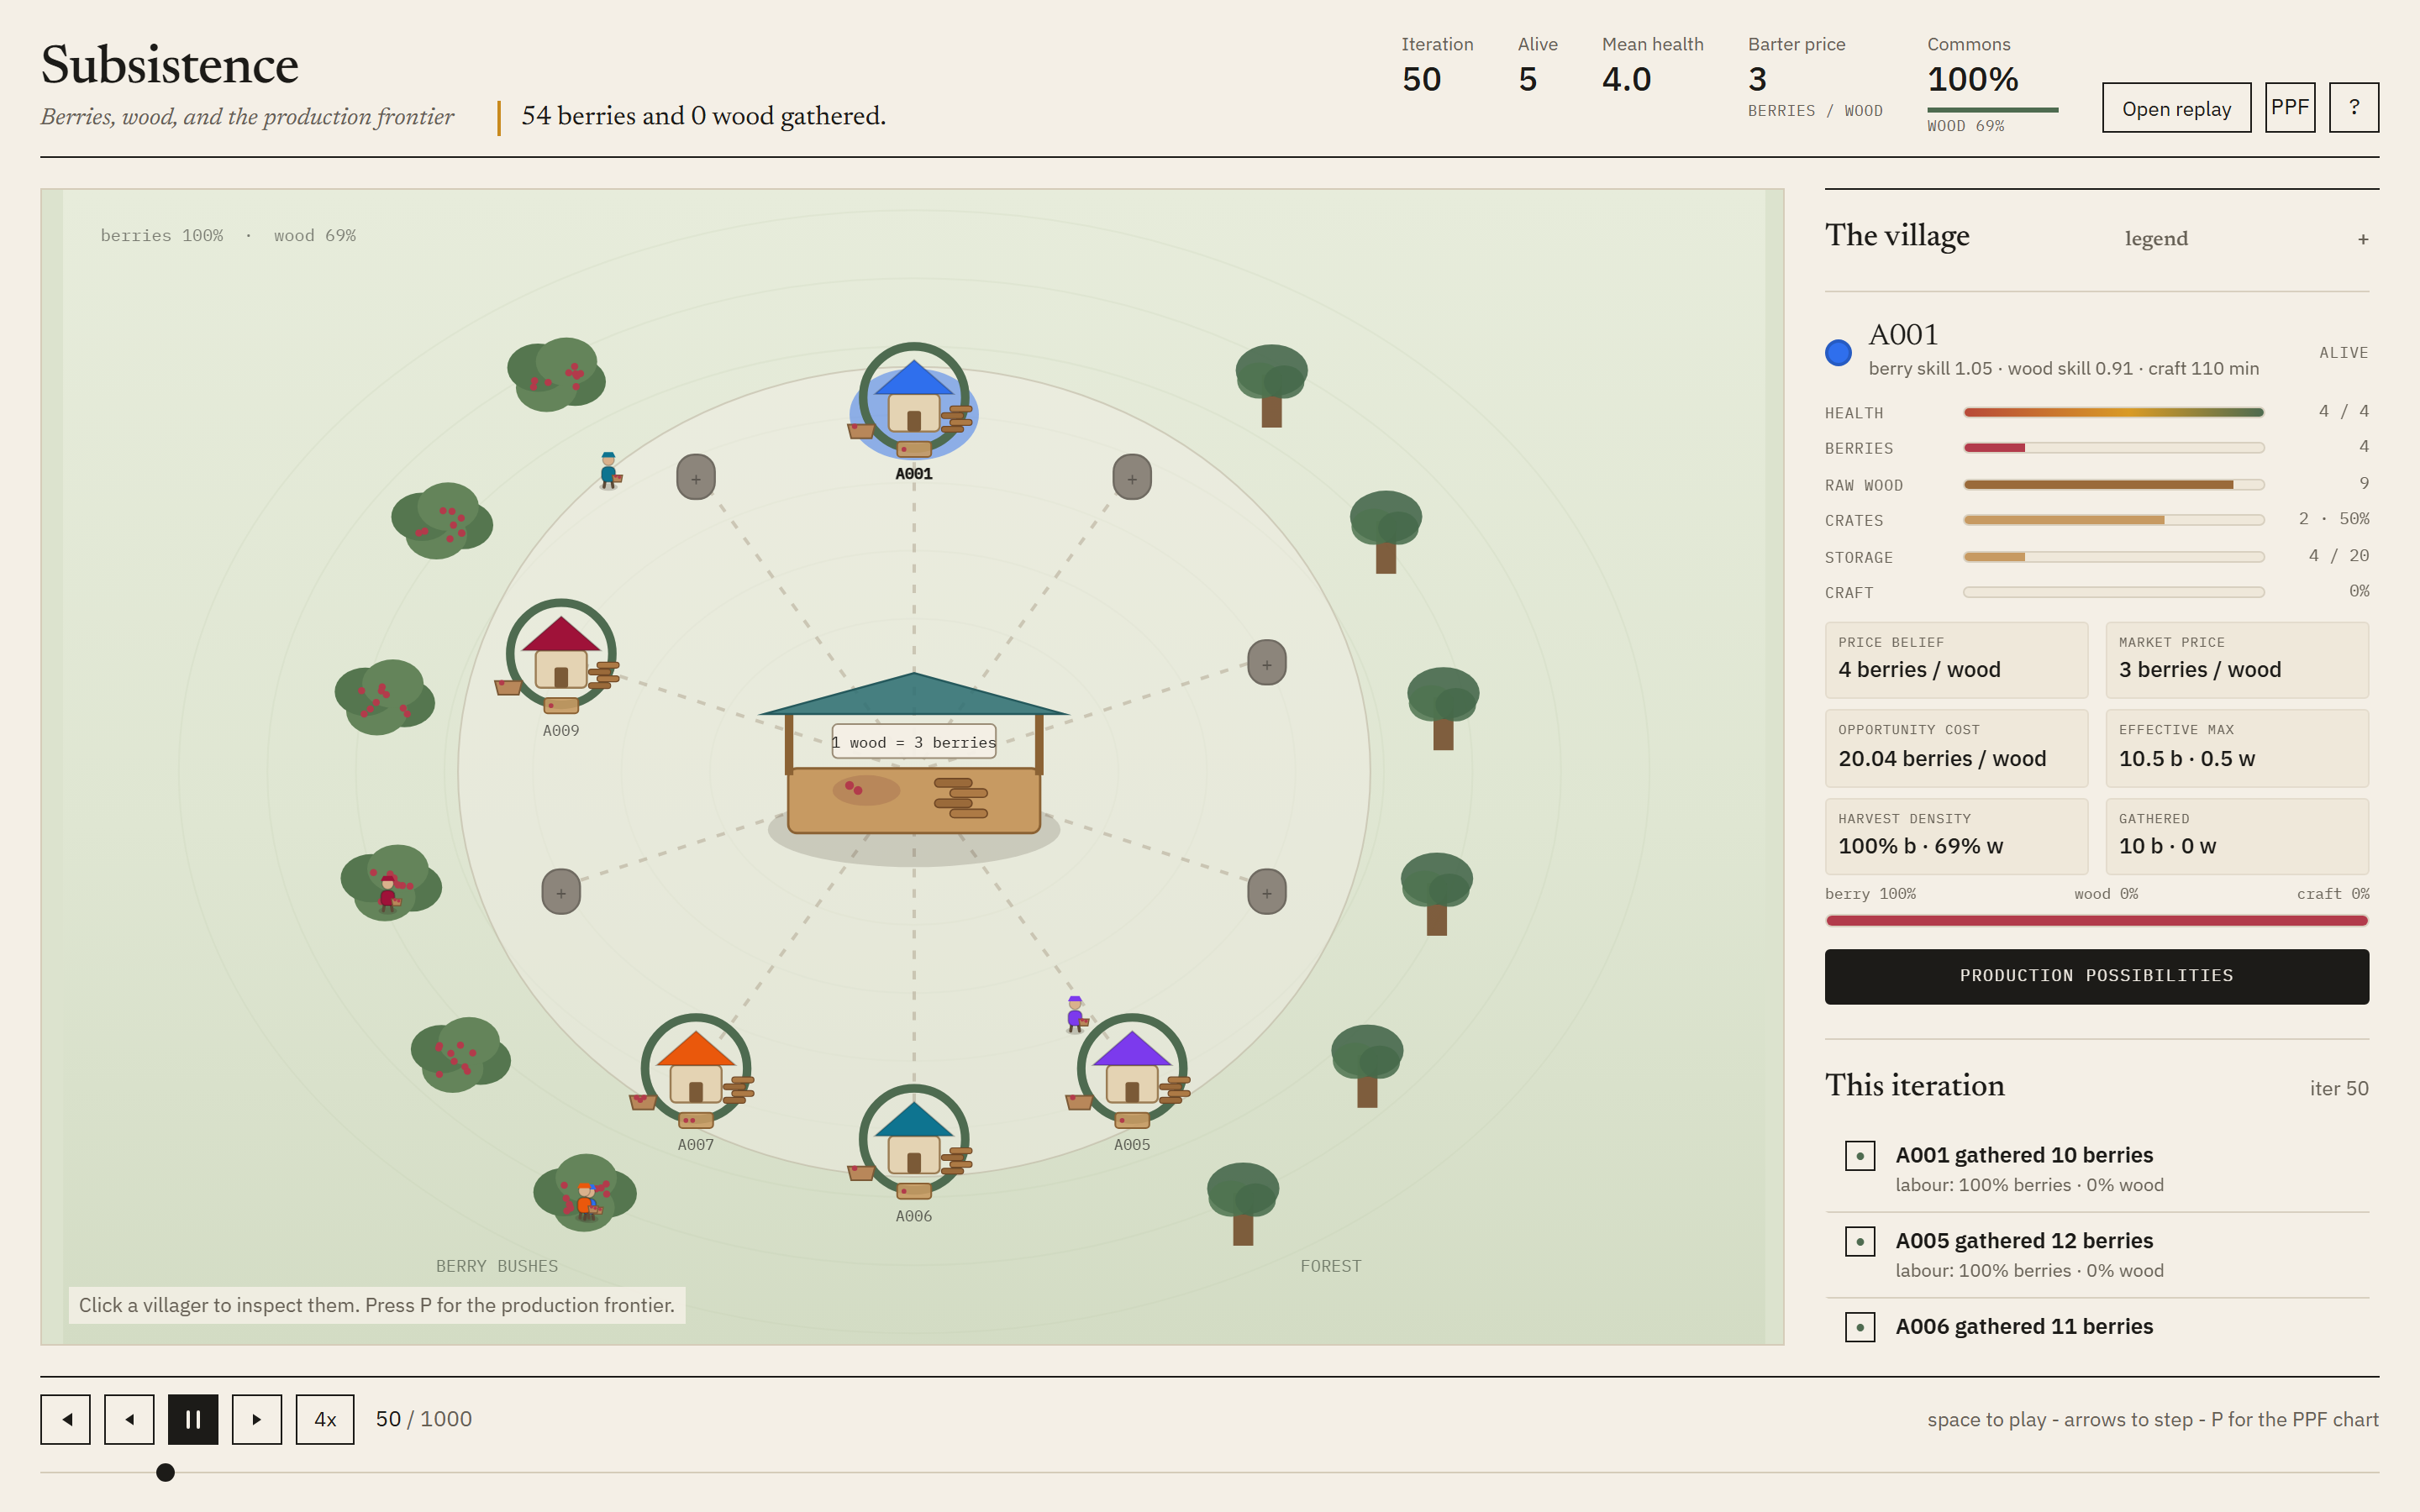 Subsistence
Berries, wood, and the production frontier
54 berries and 0 wood gathered.
Iteration
50
Alive
5
Mean health
4.0
Barter price
3
BERRIES / WOOD
Commons
100%
WOOD 69%
Open replay
PPF
?
berries 100% · wood 69%
A001
+
+
A009
+
1 wood = 3 berries
+
+
A007
A005
A006
BERRY BUSHES
FOREST
Click a villager to inspect them. Press P for the production frontier.
The village
legend
+
A001
berry skill 1.05 · wood skill 0.91 · craft 110 min
ALIVE
HEALTH
4 / 4
BERRIES
4
RAW WOOD
9
CRATES
2 · 50%
STORAGE
4 / 20
CRAFT
0%
PRICE BELIEF
4 berries / wood
MARKET PRICE
3 berries / wood
OPPORTUNITY COST
20.04 berries / wood
EFFECTIVE MAX
10.5 b · 0.5 w
HARVEST DENSITY
100% b · 69% w
GATHERED
10 b · 0 w
berry 100%
wood 0%
craft 0%
PRODUCTION POSSIBILITIES
This iteration
iter 50
A001 gathered 10 berries
labour: 100% berries · 0% wood
A005 gathered 12 berries
labour: 100% berries · 0% wood
A006 gathered 11 berries
4x
50 / 1000
space to play - arrows to step - P for the PPF chart